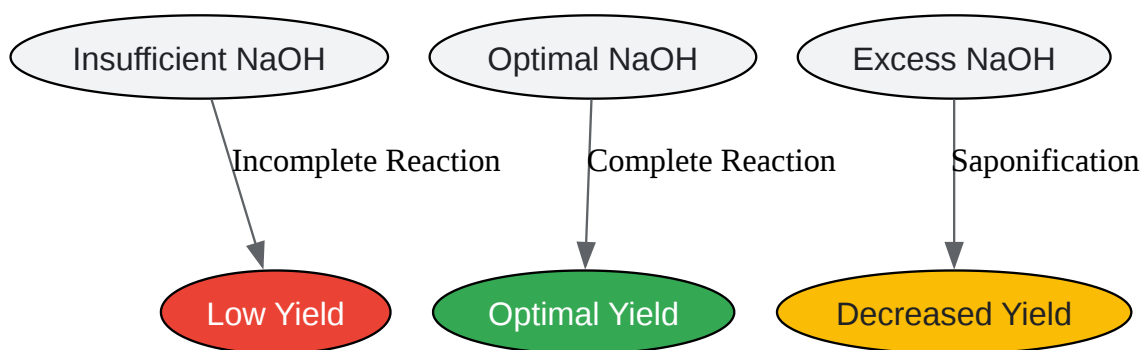 Insufficient NaOH
Optimal NaOH
Excess NaOH
Incomplete Reaction
Complete Reaction
Saponification
Low Yield
Optimal Yield
Decreased Yield